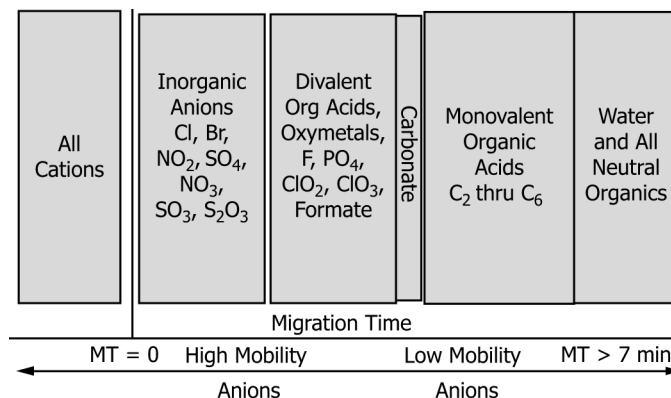 All
Cations
Inorganic
Anions
Cl, Br,
NO₂, SO₄,
NO₃,
SO₃, S₂O₃
Divalent
Org Acids,
Oxymetals,
F, PO₄,
ClO₂, ClO₃,
Formate
Carbonate
Monovalent
Organic
Acids
C₂ thru C₆
Water
and All
Neutral
Organics
Migration Time
MT = 0 High Mobility Low Mobility MT > 7 min
Anions Anions